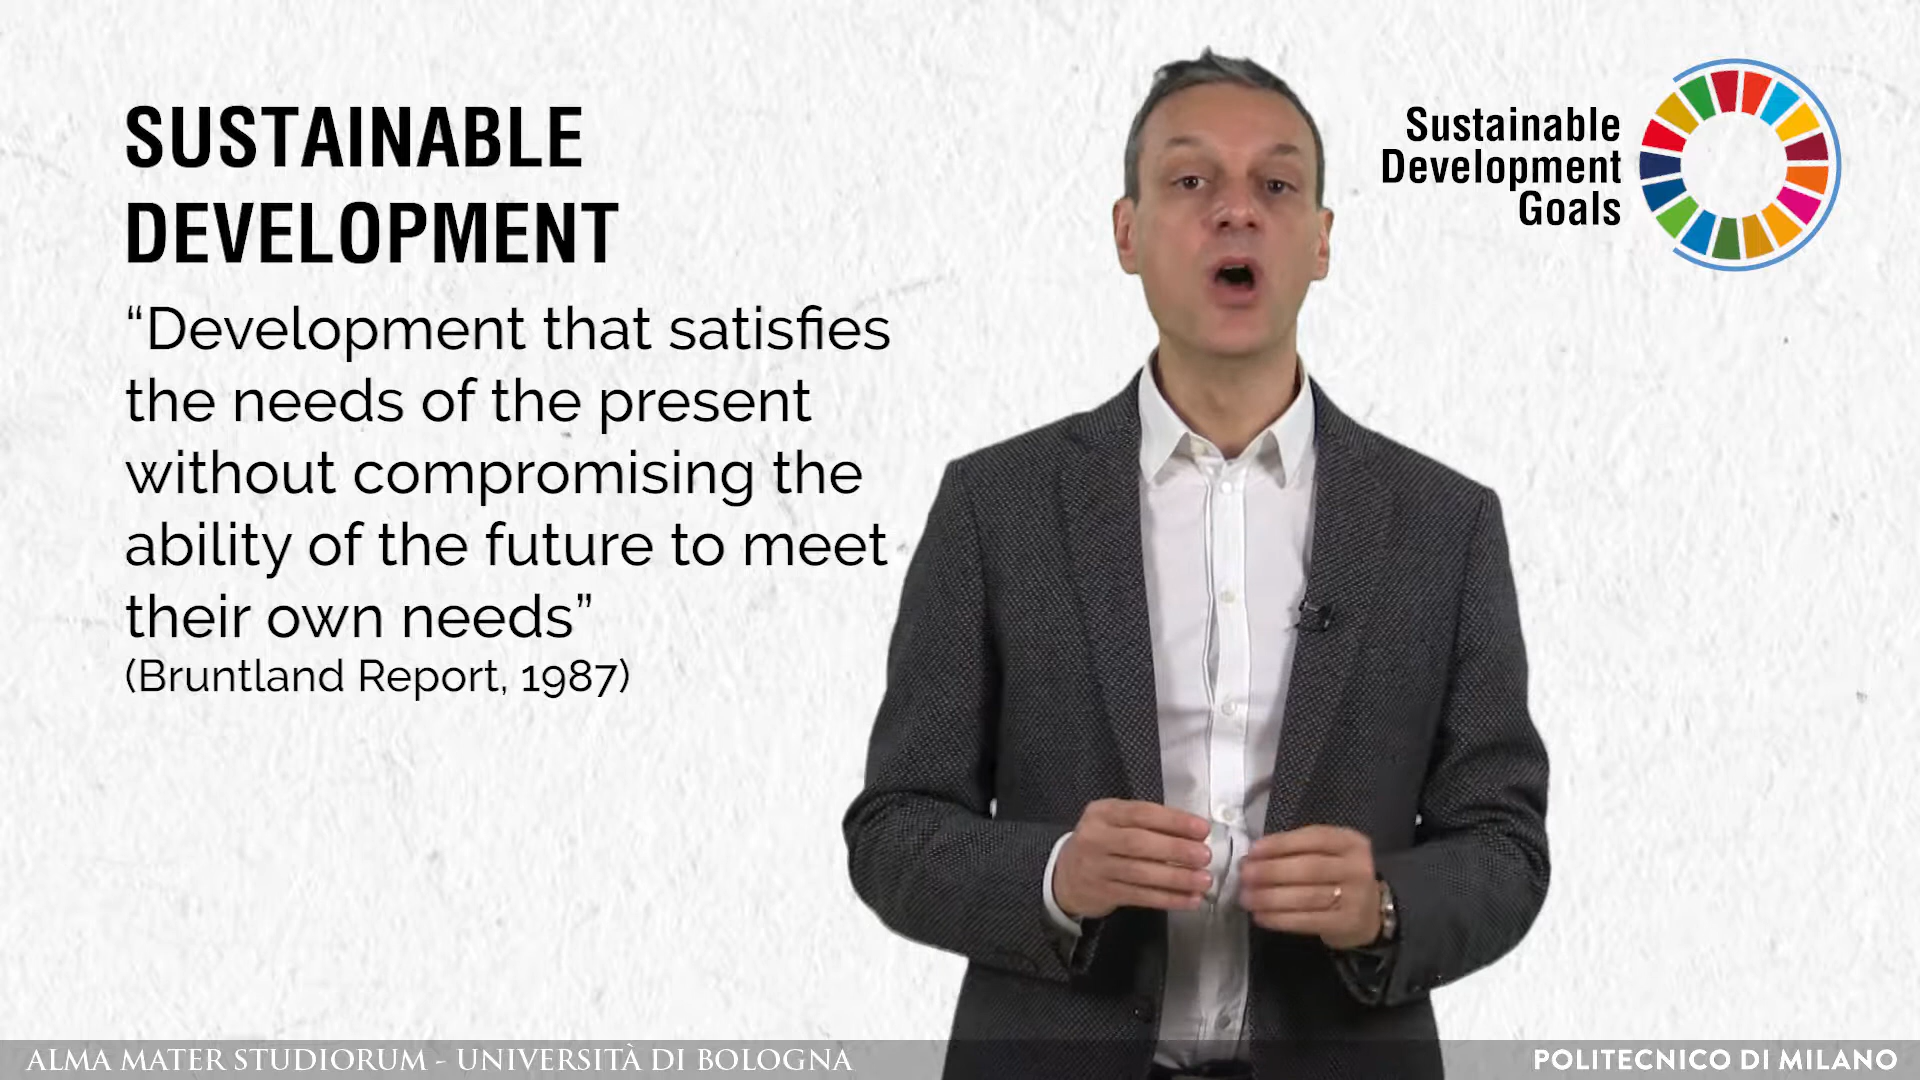 SUSTAINABLE
DEVELOPMENT
“Development that satisfies
the needs of the present
without compromising the
ability of the future to meet
their own needs”
(Bruntland Report, 1987)
Sustainable
Development
Goals
ALMA MATER STUDIORUM - UNIVERSITÀ DI BOLOGNA
POLITECNICO DI MILANO